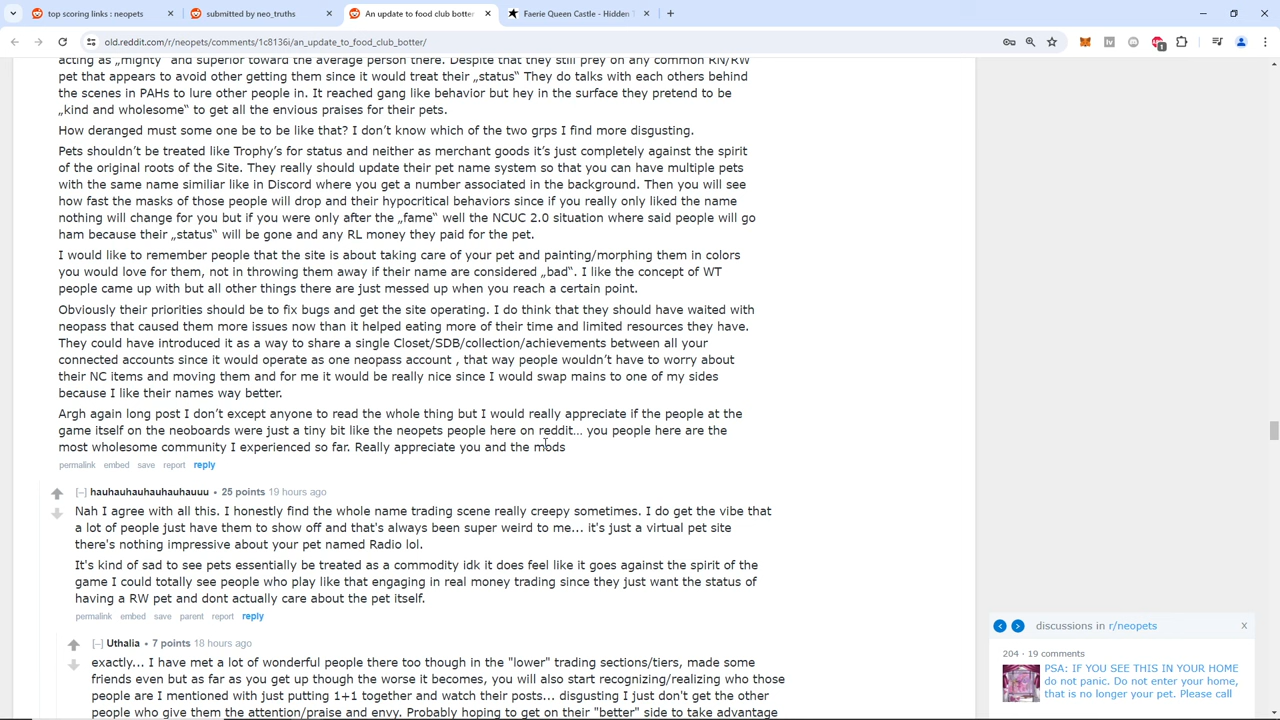 top scoring links : neopets
submitted by neo_truths
An update to food club botter
Faerie Queen Castle - Hidden T
old.reddit.com/r/neopets/comments/1c8136i/an_update_to_food_club_botter/
1
acting as „mighty“ and superior toward the average person there. Despite that they still prey on any common RN/RW
pet that appears to avoid other getting them since it would treat their „status“ They do talks with each others behind
the scenes in PAHs to lure other people in. It reached gang like behavior but hey in the surface they pretend to be
„kind and wholesome“ to get all the envious praises for their pets.
How deranged must some one be to be like that? I don’t know which of the two grps I find more disgusting.
Pets shouldn’t be treated like Trophy’s for status and neither as merchant goods it’s just completely against the spirit
of the original roots of the Site. They really should update their pet name system so that you can have multiple pets
with the same name similiar like in Discord where you get a number associated in the background. Then you will see
how fast the masks of those people will drop and their hypocritical behaviors since if you really only liked the name
nothing will change for you but if you were only after the „fame“ well the NCUC 2.0 situation where said people will go
ham because their „status“ will be gone and any RL money they paid for the pet.
I would like to remember people that the site is about taking care of your pet and painting/morphing them in colors
you would love for them, not in throwing them away if their name are considered „bad“. I like the concept of WT
people came up with but all other things there are just messed up when you reach a certain point.
Obviously their priorities should be to fix bugs and get the site operating. I do think that they should have waited with
neopass that caused them more issues now than it helped eating more of their time and limited resources they have.
They could have introduced it as a way to share a single Closet/SDB/collection/achievements between all your
connected accounts since it would operate as one neopass account , that way people wouldn’t have to worry about
their NC items and moving them and for me it would be really nice since I would swap mains to one of my sides
because I like their names way better.
Argh again long post I don’t except anyone to read the whole thing but I would really appreciate if the people at the
game itself on the neoboards were just a tiny bit like the neopets people here on reddit… you people here are the
most wholesome community I experienced so far. Really appreciate you and the mods
permalink embed save report reply
[–] hauhauhauhauhauhauuu • 25 points 19 hours ago
Nah I agree with all this. I honestly find the whole name trading scene really creepy sometimes. I do get the vibe that
a lot of people just have them to show off and that's always been super weird to me... it's just a virtual pet site
there's nothing impressive about your pet named Radio lol.
It's kind of sad to see pets essentially be treated as a commodity idk it does feel like it goes against the spirit of the
game I could totally see people who play like that engaging in real money trading since they just want the status of
having a RW pet and dont actually care about the pet itself.
permalink embed save parent report reply
[–] Uthalia • 7 points 18 hours ago
exactly... I have met a lot of wonderful people there too though in the "lower" trading sections/tiers, made some
friends even but as far as you get up though the worse it becomes, you will also start recognizing/realizing who those
people are I mentioned with just putting 1+1 together and watch their posts... disgusting I just don't get the other
people who give them the attention/praise and envy. Probably hoping to get on their "better" side to take advantage
discussions in r/neopets X
204 · 19 comments
PSA: IF YOU SEE THIS IN YOUR HOME
do not panic. Do not enter your home,
that is no longer your pet. Please call